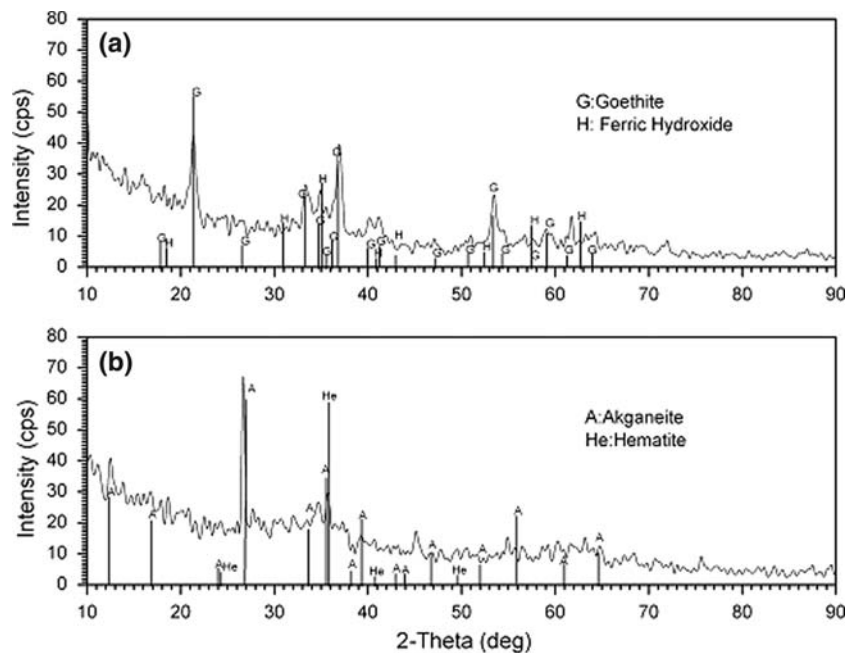 (a)
Intensity (cps)
80
70
60
50
40
30
20
10
0
G:Goethite
H: Ferric Hydroxide
G
G
H
G
H
G
G
H
G
G
G
G
G
H
G
G
H
G
G
H
G
G
G
H
G
10 20 30 40 50 60 70 80 90
(b)
Intensity (cps)
80
70
60
50
40
30
20
10
0
A:Akganeite
He:Hematite
A
A
A
He
A
A
A
He
A
A
He
A
A
A
He
A
A
A
A
10 20 30 40 50 60 70 80 90
2-Theta (deg)